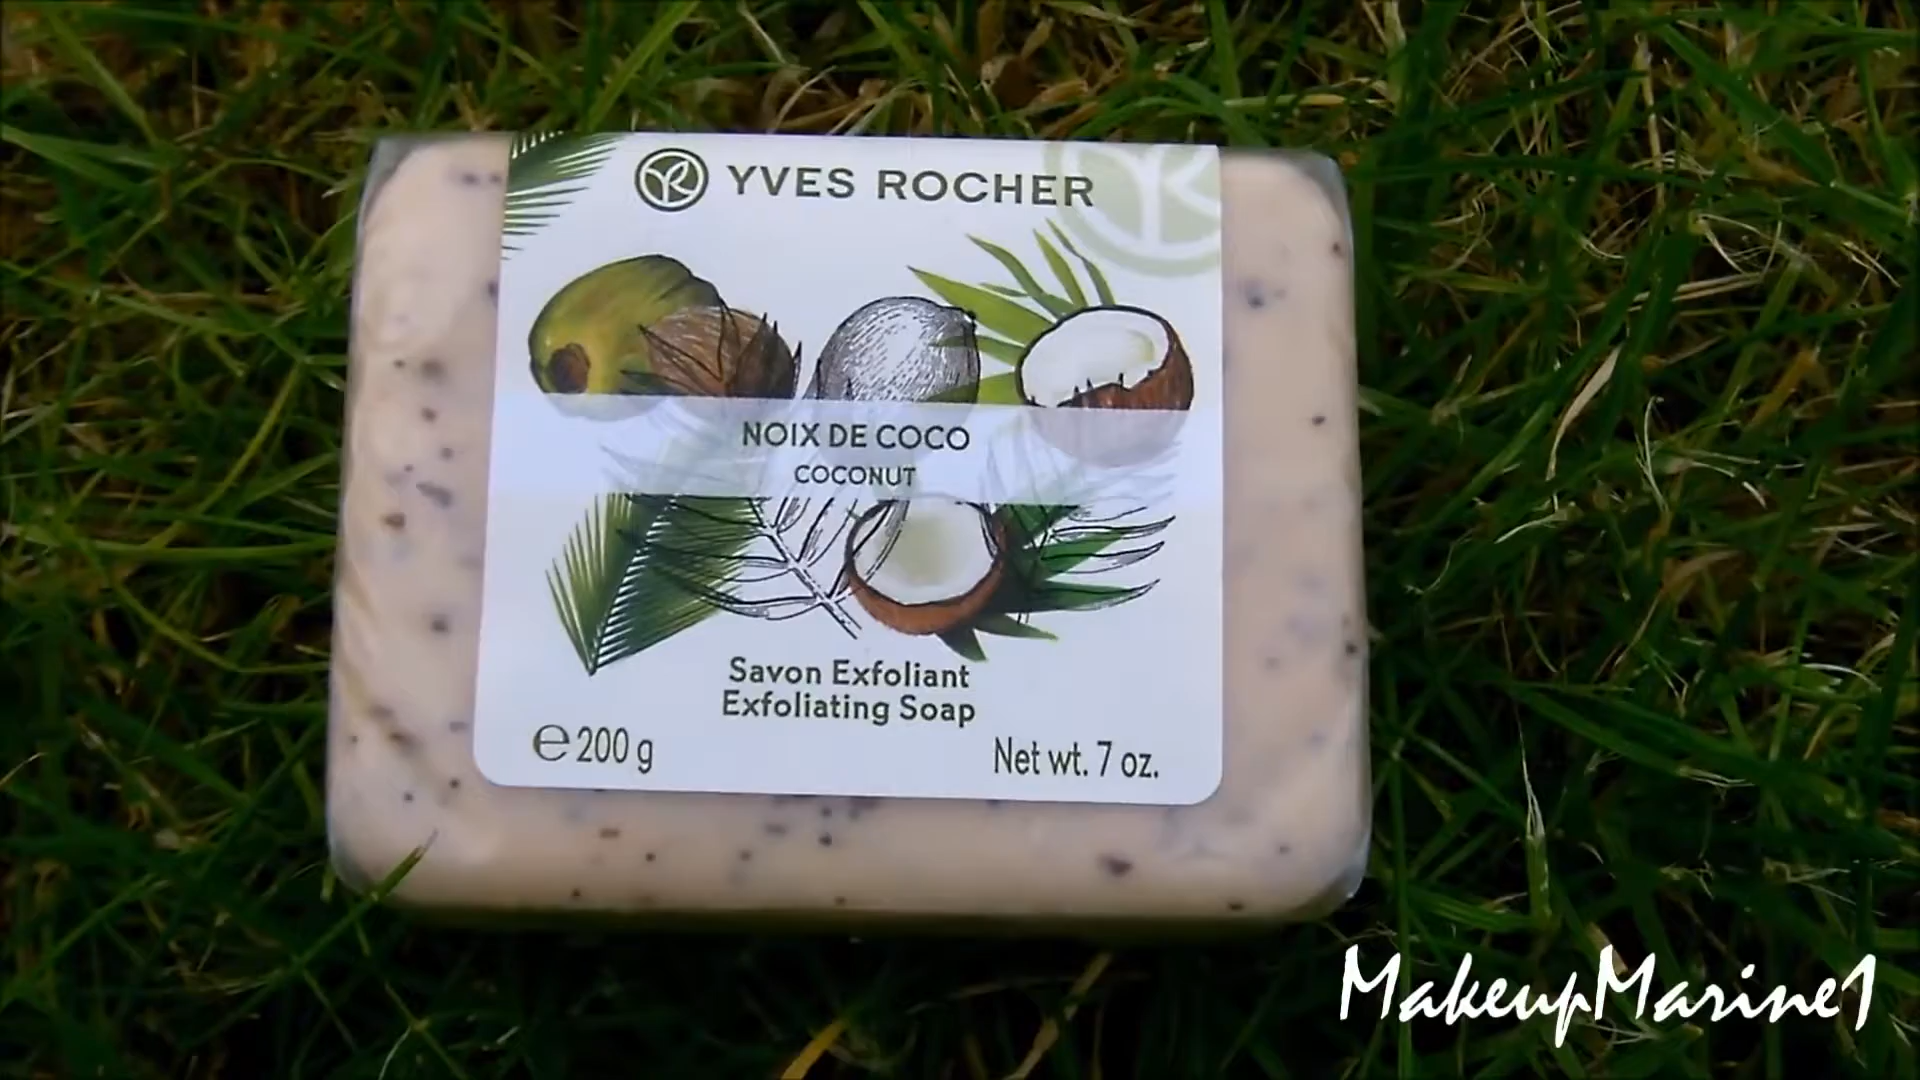 YVES ROCHER
NOIX DE COCO
COCONUT
Savon Exfoliant
Exfoliating Soap
℮ 200 g
Net wt. 7 oz.
MakeupMarine1